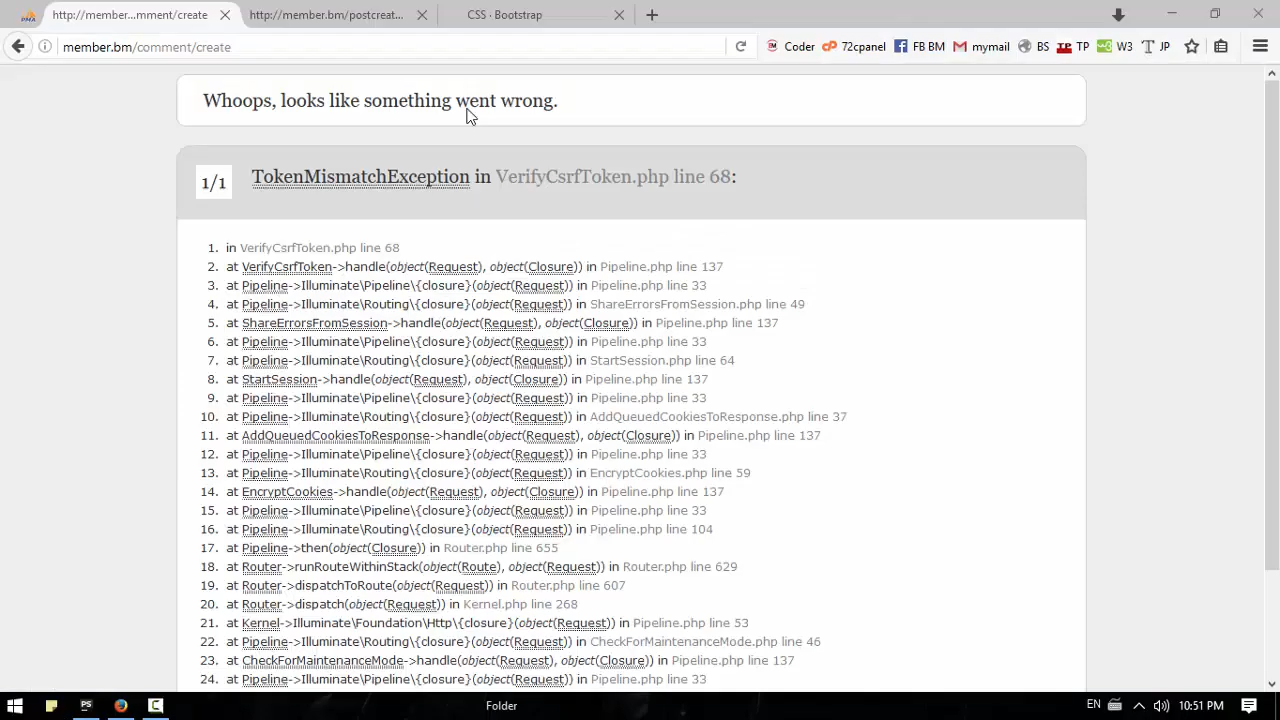 http://member.bm...mment/create
http://member.bm/postcreat...
CSS · Bootstrap
member.bm/comment/create
Coder
72cpanel
FB BM
mymail
BS
TP
W3
JP
Whoops, looks like something went wrong.
1/1
TokenMismatchException in VerifyCsrfToken.php line 68:
1. in VerifyCsrfToken.php line 68
2. at VerifyCsrfToken->handle(object(Request), object(Closure)) in Pipeline.php line 137
3. at Pipeline->Illuminate\Pipeline\{closure}(object(Request)) in Pipeline.php line 33
4. at Pipeline->Illuminate\Routing\{closure}(object(Request)) in ShareErrorsFromSession.php line 49
5. at ShareErrorsFromSession->handle(object(Request), object(Closure)) in Pipeline.php line 137
6. at Pipeline->Illuminate\Pipeline\{closure}(object(Request)) in Pipeline.php line 33
7. at Pipeline->Illuminate\Routing\{closure}(object(Request)) in StartSession.php line 64
8. at StartSession->handle(object(Request), object(Closure)) in Pipeline.php line 137
9. at Pipeline->Illuminate\Pipeline\{closure}(object(Request)) in Pipeline.php line 33
10. at Pipeline->Illuminate\Routing\{closure}(object(Request)) in AddQueuedCookiesToResponse.php line 37
11. at AddQueuedCookiesToResponse->handle(object(Request), object(Closure)) in Pipeline.php line 137
12. at Pipeline->Illuminate\Pipeline\{closure}(object(Request)) in Pipeline.php line 33
13. at Pipeline->Illuminate\Routing\{closure}(object(Request)) in EncryptCookies.php line 59
14. at EncryptCookies->handle(object(Request), object(Closure)) in Pipeline.php line 137
15. at Pipeline->Illuminate\Pipeline\{closure}(object(Request)) in Pipeline.php line 33
16. at Pipeline->Illuminate\Routing\{closure}(object(Request)) in Pipeline.php line 104
17. at Pipeline->then(object(Closure)) in Router.php line 655
18. at Router->runRouteWithinStack(object(Route), object(Request)) in Router.php line 629
19. at Router->dispatchToRoute(object(Request)) in Router.php line 607
20. at Router->dispatch(object(Request)) in Kernel.php line 268
21. at Kernel->Illuminate\Foundation\Http\{closure}(object(Request)) in Pipeline.php line 53
22. at Pipeline->Illuminate\Routing\{closure}(object(Request)) in CheckForMaintenanceMode.php line 46
23. at CheckForMaintenanceMode->handle(object(Request), object(Closure)) in Pipeline.php line 137
24. at Pipeline->Illuminate\Pipeline\{closure}(object(Request)) in Pipeline.php line 33
Folder
EN
10:51 PM